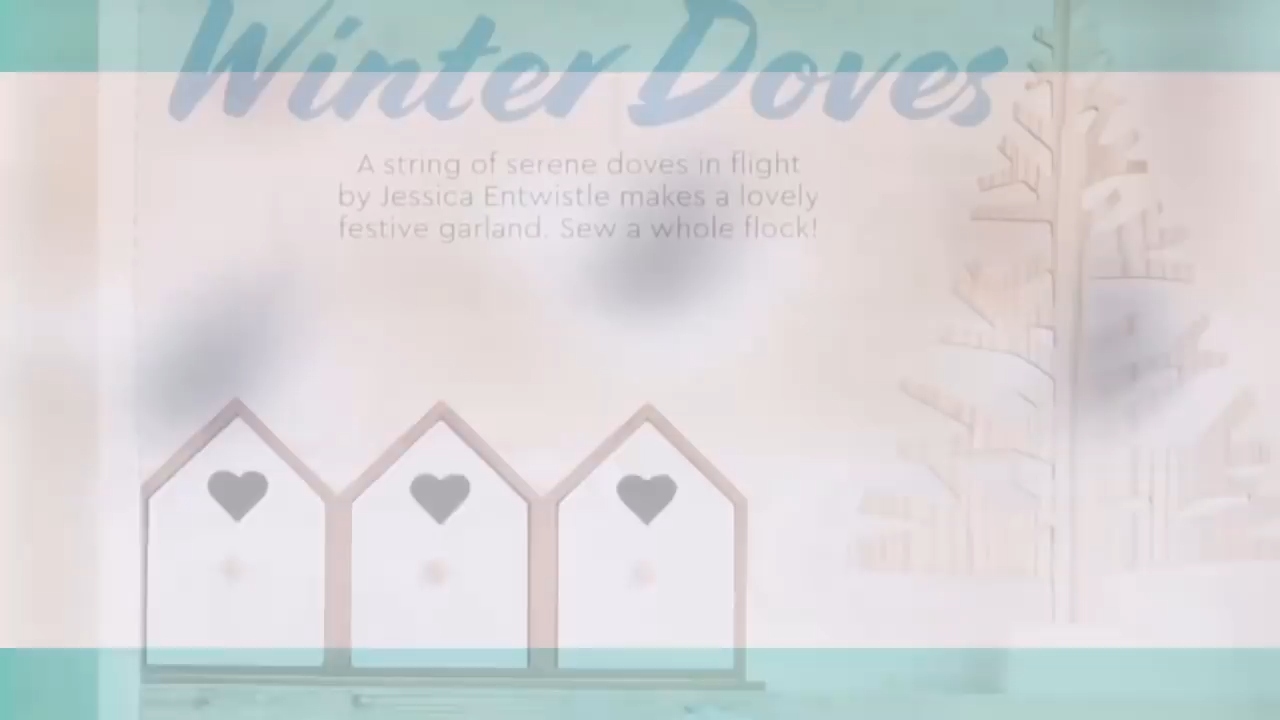 Winter Doves
A string of serene doves in flight
by Jessica Entwistle makes a lovely
festive garland. Sew a whole flock!